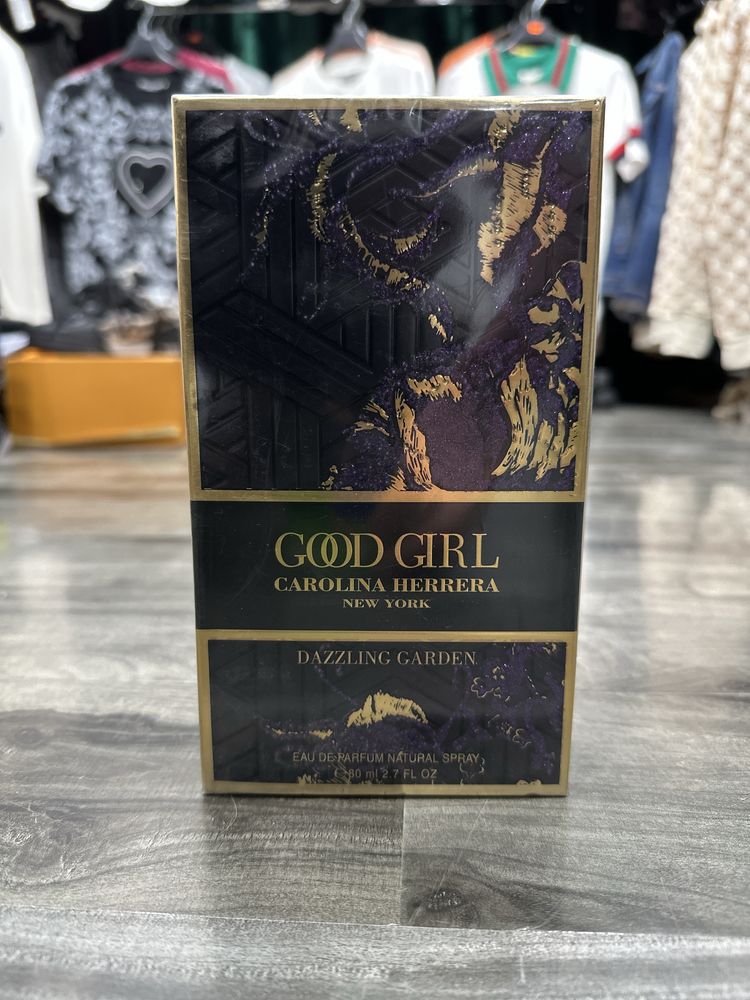 GOOD GIRL
CAROLINA HERRERA
NEW YORK
DAZZLING GARDEN
EAU DE PARFUM NATURAL SPRAY
℮ 80 ml 2.7 FL OZ